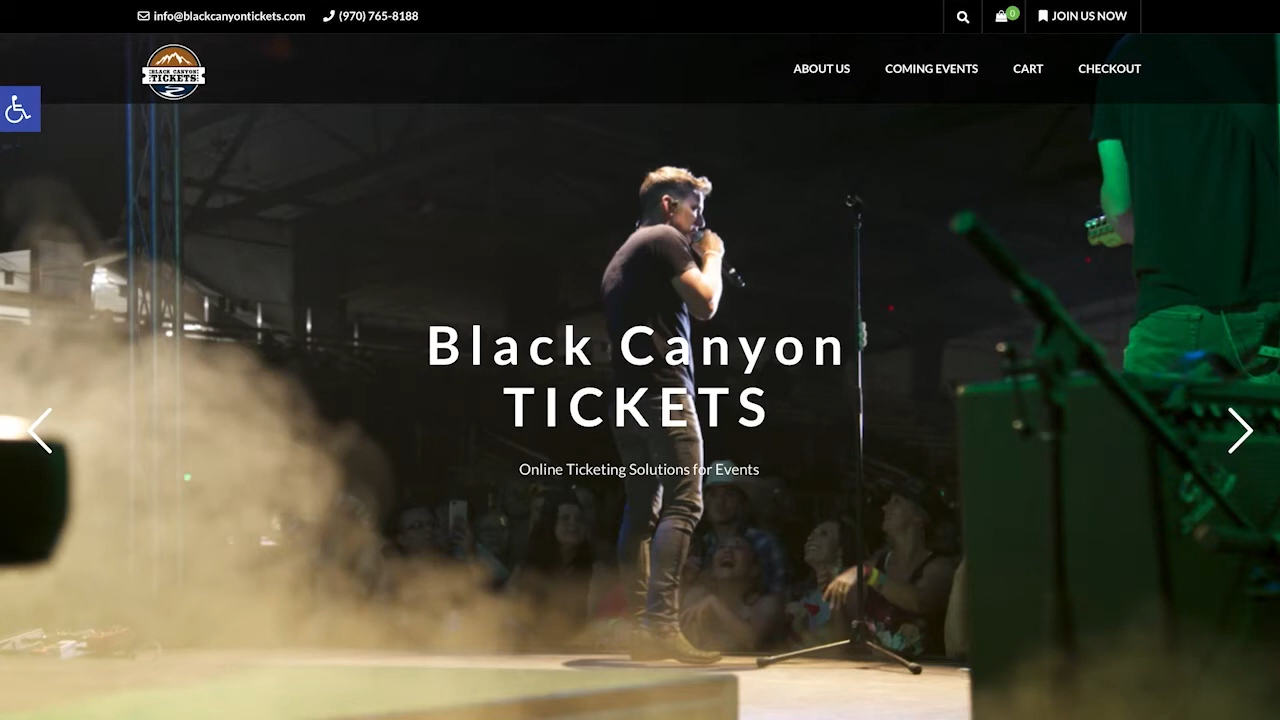 info@blackcanyontickets.com (970) 765-8188 0 JOIN US NOW
BLACK CANYON
TICKETS
ABOUT US COMING EVENTS CART CHECKOUT
Black Canyon
TICKETS
Online Ticketing Solutions for Events